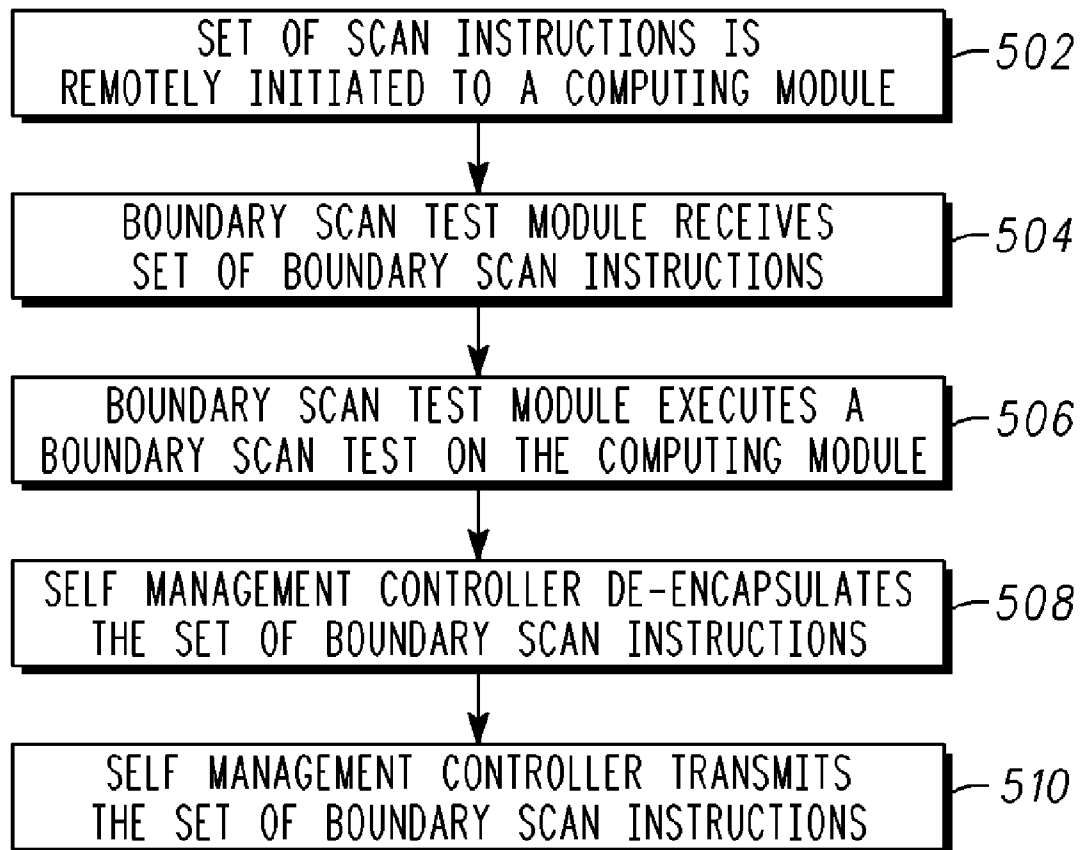 SET OF SCAN INSTRUCTIONS IS
REMOTELY INITIATED TO A COMPUTING MODULE
502
BOUNDARY SCAN TEST MODULE RECEIVES
SET OF BOUNDARY SCAN INSTRUCTIONS
504
BOUNDARY SCAN TEST MODULE EXECUTES A
BOUNDARY SCAN TEST ON THE COMPUTING MODULE
506
SELF MANAGEMENT CONTROLLER DE-ENCAPSULATES
THE SET OF BOUNDARY SCAN INSTRUCTIONS
508
SELF MANAGEMENT CONTROLLER TRANSMITS
THE SET OF BOUNDARY SCAN INSTRUCTIONS
510